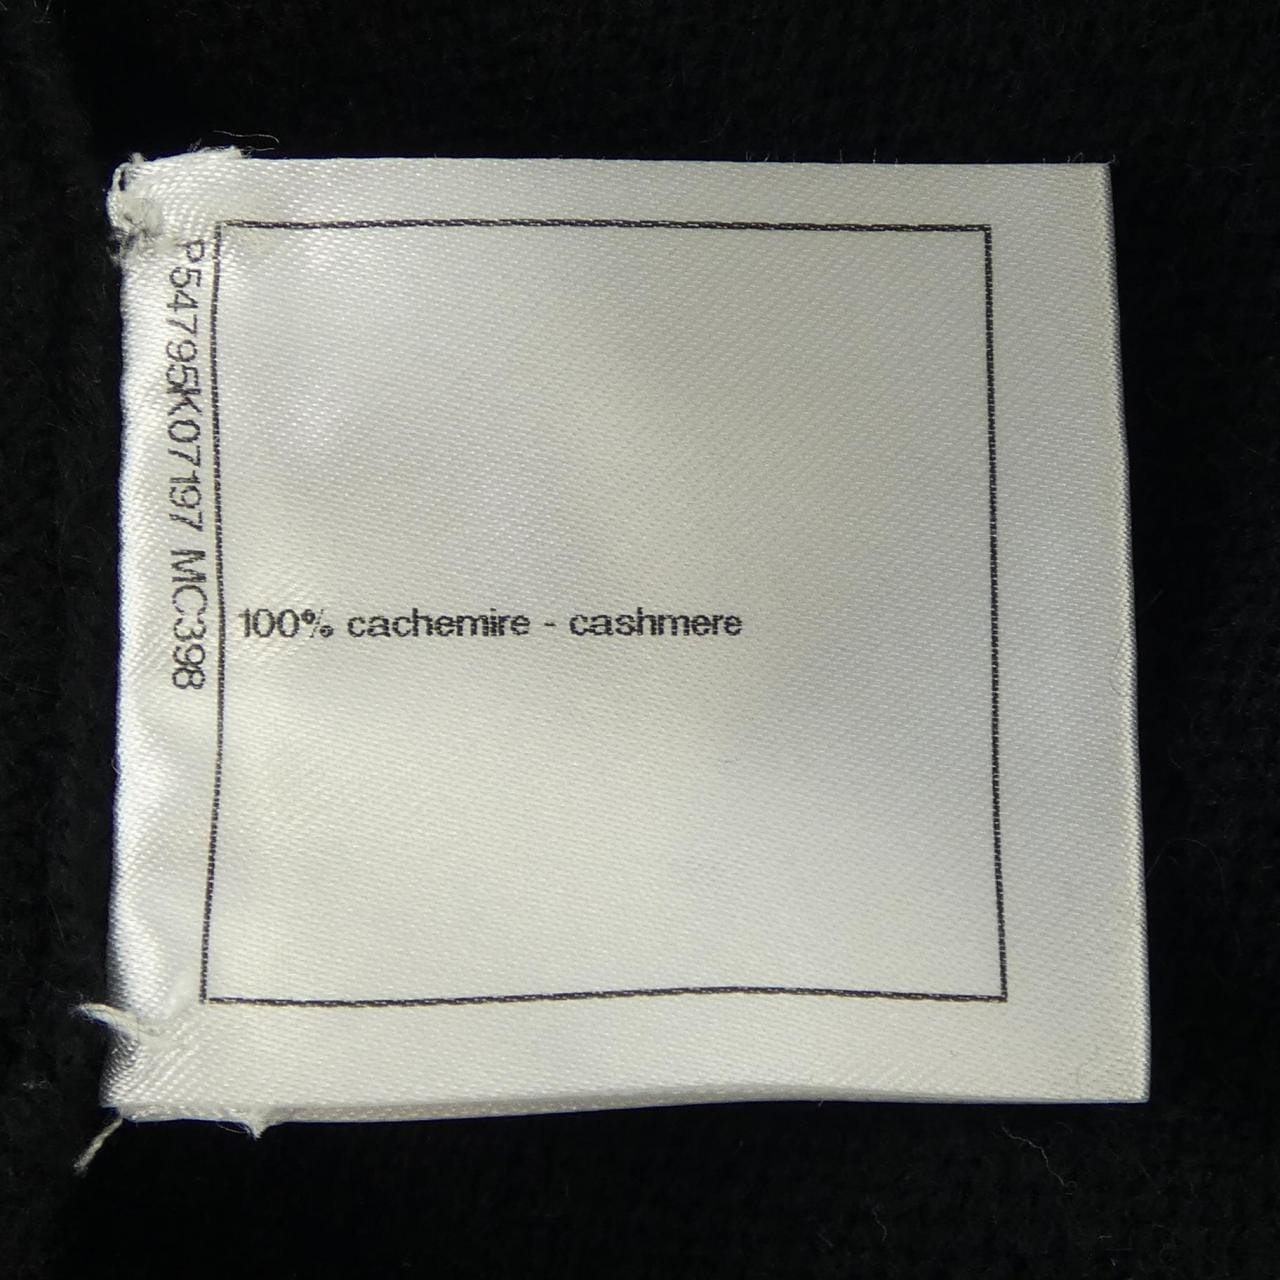 P54795K07197 MC398
100% cachemire - cashmere